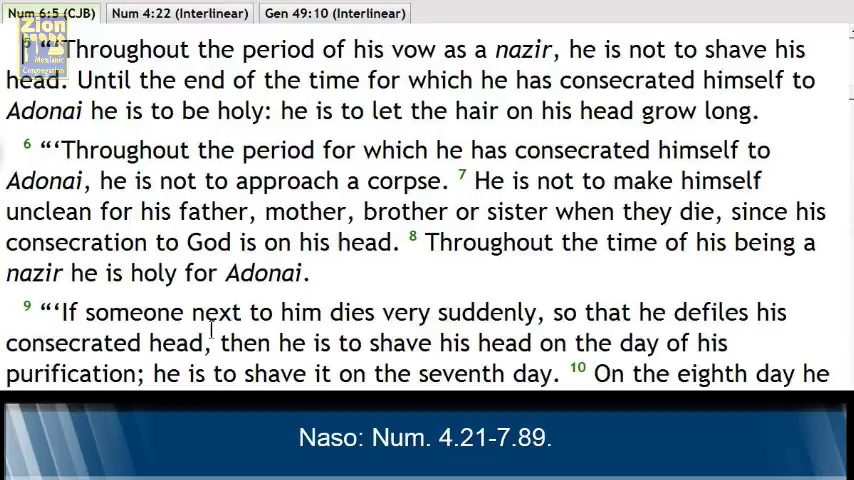 Num 6:5 (CJB) Num 4:22 (Interlinear) Gen 49:10 (Interlinear)
Zion
ציון
Messianic
Congregation
5 “‘Throughout the period of his vow as a nazir, he is not to shave his
head. Until the end of the time for which he has consecrated himself to
Adonai he is to be holy: he is to let the hair on his head grow long.
6 “‘Throughout the period for which he has consecrated himself to
Adonai, he is not to approach a corpse. 7 He is not to make himself
unclean for his father, mother, brother or sister when they die, since his
consecration to God is on his head. 8 Throughout the time of his being a
nazir he is holy for Adonai.
9 “‘If someone next to him dies very suddenly, so that he defiles his
consecrated head, then he is to shave his head on the day of his
purification; he is to shave it on the seventh day. 10 On the eighth day he
Naso: Num. 4.21-7.89.